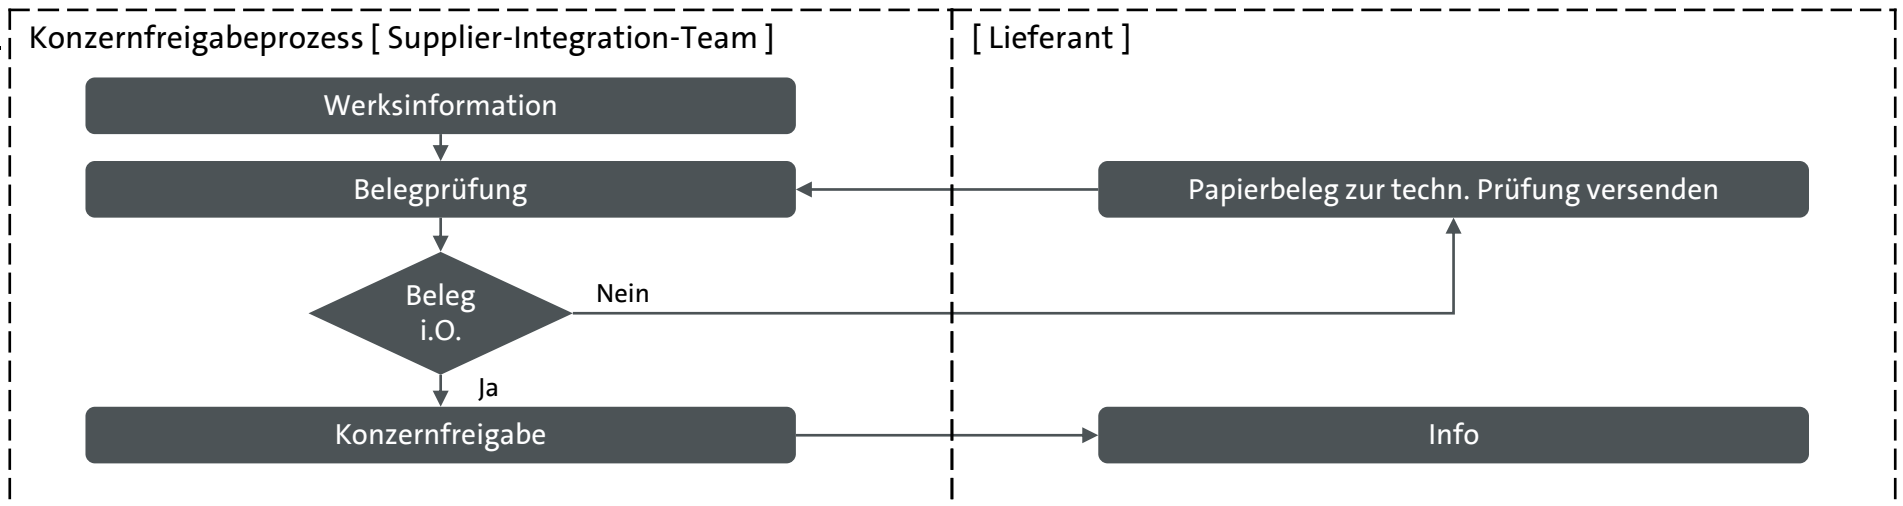 Konzernfreigabeprozess [ Supplier-Integration-Team ]
[ Lieferant ]
Werksinformation
Belegprüfung
Papierbeleg zur techn. Prüfung versenden
Beleg
i.O.
Nein
Ja
Konzernfreigabe
Info